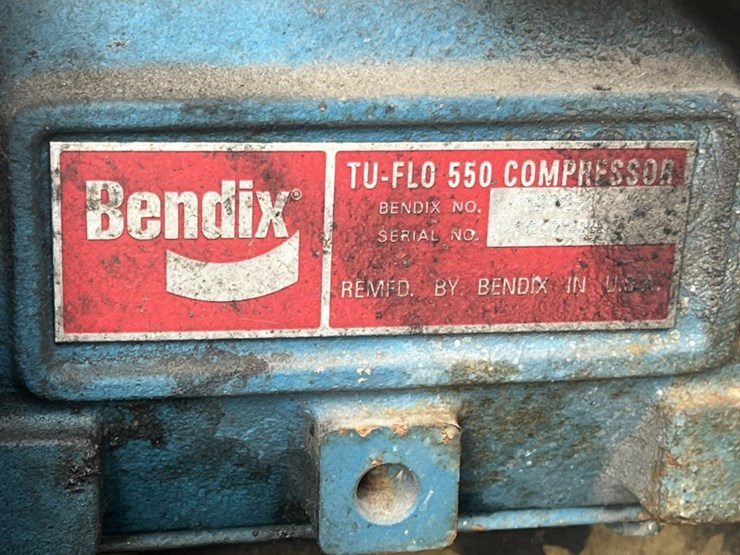 Bendix®
TU-FLO 550 COMPRESSOR
BENDIX NO.
SERIAL NO.
REMFD. BY BENDIX IN U.S.A.